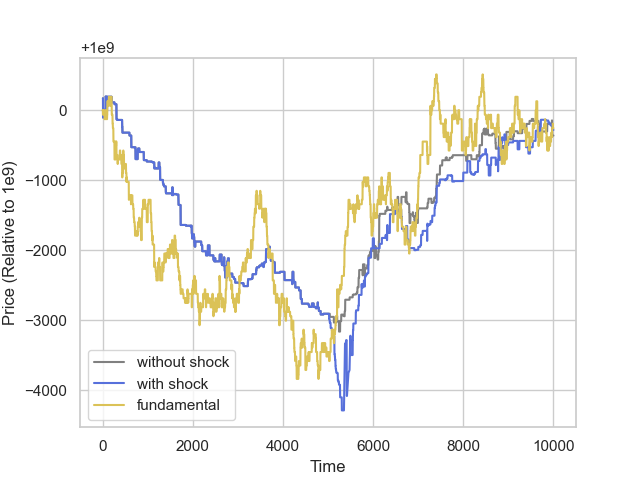 +1e9
0
−1000
−2000
−3000
−4000
Price (Relative to 1e9)
without shock
with shock
fundamental
0 2000 4000 6000 8000 10000
Time